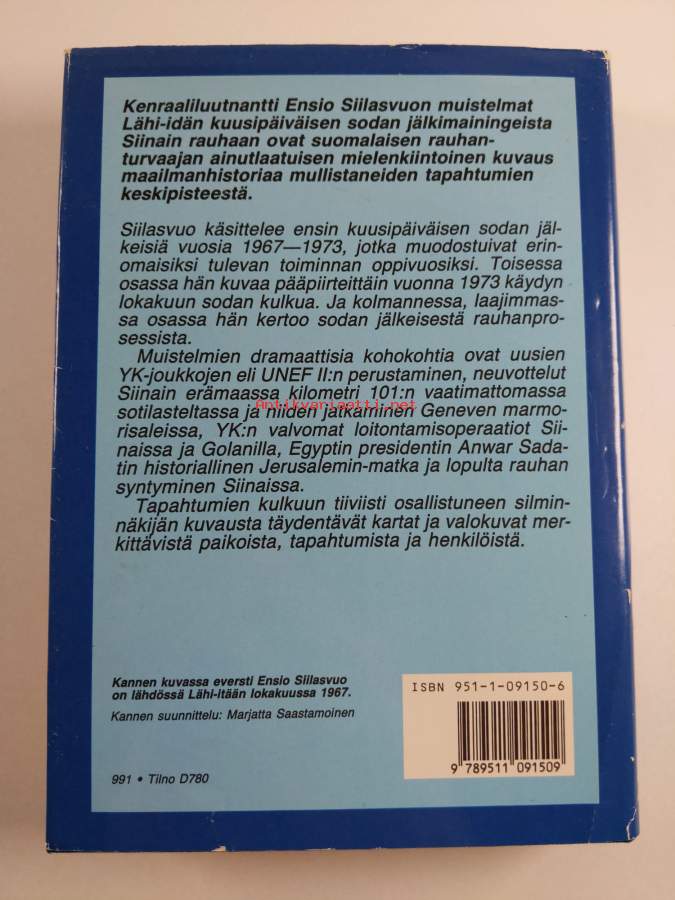 Kenraaliluutnantti Ensio Siilasvuon muistelmat
Lähi-idän kuusipäiväisen sodan jälkimainingeista
Siinain rauhaan ovat suomalaisen rauhan-
turvaajan ainutlaatuisen mielenkiintoinen kuvaus
maailmanhistoriaa mullistaneiden tapahtumien
keskipisteestä.
Siilasvuo käsittelee ensin kuusipäiväisen sodan jäl-
keisiä vuosia 1967—1973, jotka muodostuivat erin-
omaisiksi tulevan toiminnan oppivuosiksi. Toisessa
osassa hän kuvaa pääpiirteittäin vuonna 1973 käydyn
lokakuun sodan kulkua. Ja kolmannessa, laajimmas-
sa osassa hän kertoo sodan jälkeisestä rauhanpro-
sessista.
Muistelmien dramaattisia kohokohtia ovat uusien
YK-joukkojen eli UNEF II:n perustaminen, neuvottelut
Siinain erämaassa kilometri 101:n vaatimattomassa
sotilasteltassa ja niiden jatkaminen Geneven marmo-
Antikvariaatti.net
risaleissa, YK:n valvomat loitontamisoperaatiot Sii-
naissa ja Golanilla, Egyptin presidentin Anwar Sada-
tin historiallinen Jerusalemin-matka ja lopulta rauhan
syntyminen Siinaissa.
Tapahtumien kulkuun tiiviisti osallistuneen silmin-
näkijän kuvausta täydentävät kartat ja valokuvat mer-
kittävistä paikoista, tapahtumista ja henkilöistä.
Kannen kuvassa eversti Ensio Siilasvuo
on lähdössä Lähi-itään lokakuussa 1967.
Kannen suunnittelu: Marjatta Saastamoinen
991 • Tilno D780
ISBN 951-1-09150-6
9 789511 091509